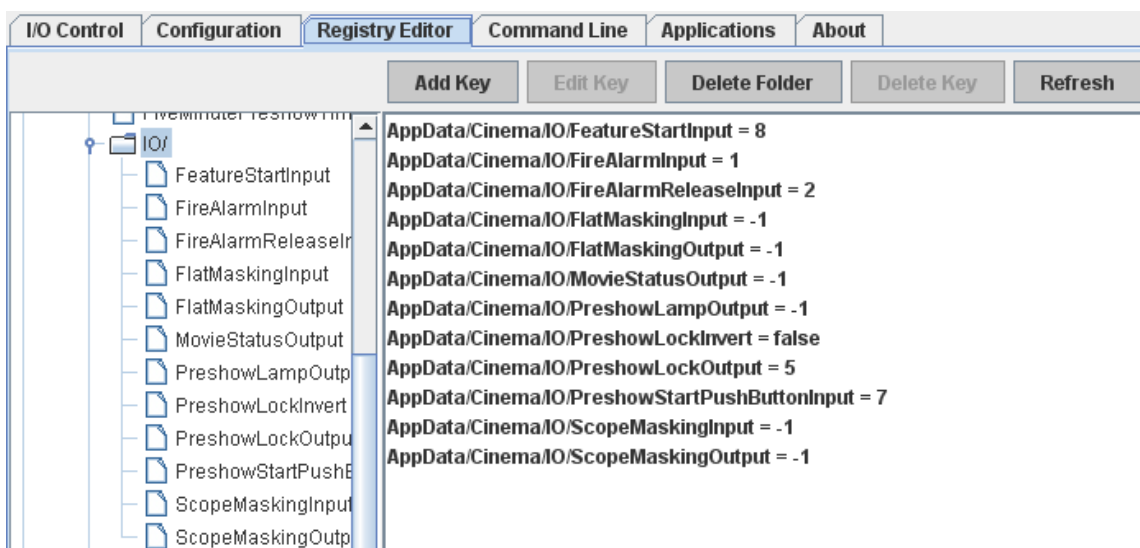 I/O Control Configuration Registry Editor Command Line Applications About
Add Key Edit Key Delete Folder Delete Key Refresh
IO/
FeatureStartInput
FireAlarmInput
FlatMaskingInput
FlatMaskingOutput
MovieStatusOutput
PreshowLampOutp
PreshowLockInvert
PreshowLockOutpu
PreshowStartPushB
ScopeMaskingInput
ScopeMaskingOutp
AppData/Cinema/IO/FeatureStartInput = 8
AppData/Cinema/IO/FireAlarmInput = 1
AppData/Cinema/IO/FireAlarmReleaseInput = 2
AppData/Cinema/IO/FlatMaskingInput = -1
AppData/Cinema/IO/FlatMaskingOutput = -1
AppData/Cinema/IO/MovieStatusOutput = -1
AppData/Cinema/IO/PreshowLampOutput = -1
AppData/Cinema/IO/PreshowLockInvert = false
AppData/Cinema/IO/PreshowLockOutput = 5
AppData/Cinema/IO/PreshowStartPushButtonInput = 7
AppData/Cinema/IO/ScopeMaskingInput = -1
AppData/Cinema/IO/ScopeMaskingOutput = -1